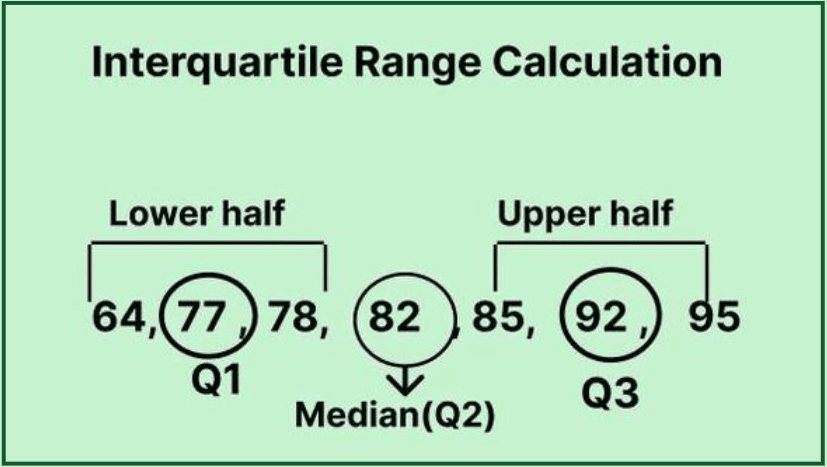 Interquartile Range Calculation
Lower half Upper half
64, 77 , 78, 82 , 85, 92 , 95
Q1 Q3
Median(Q2)